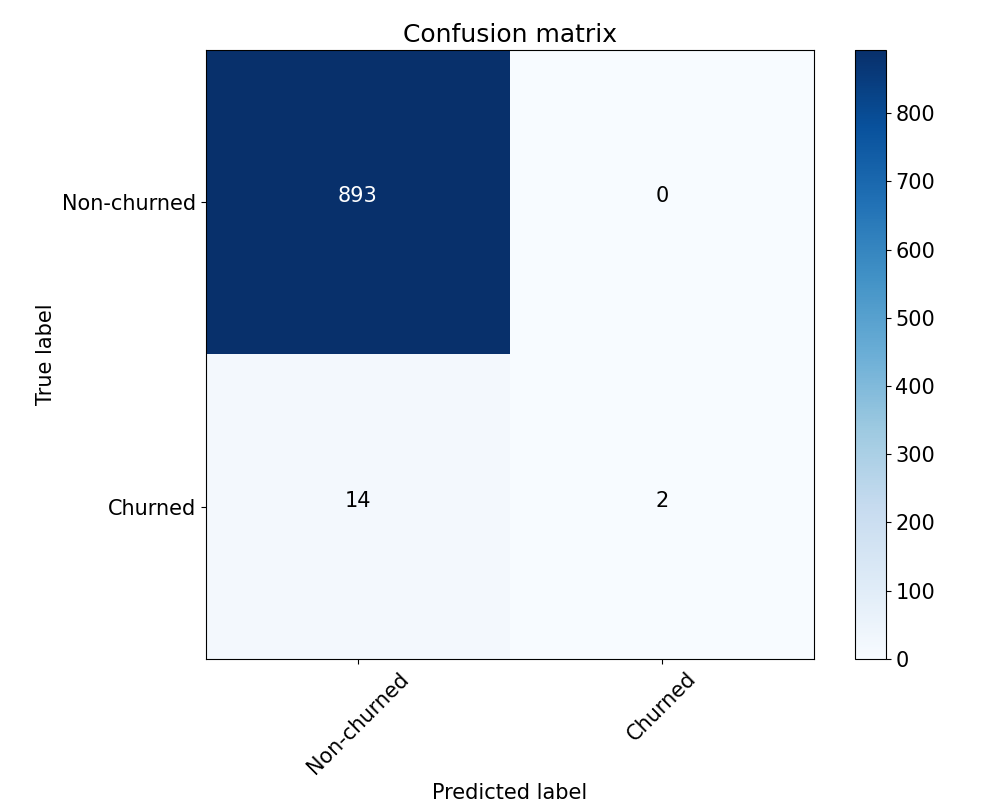 Confusion matrix
True label
Non-churned
893
0
Churned
14
2
Non-churned
Churned
Predicted label
800
700
600
500
400
300
200
100
0